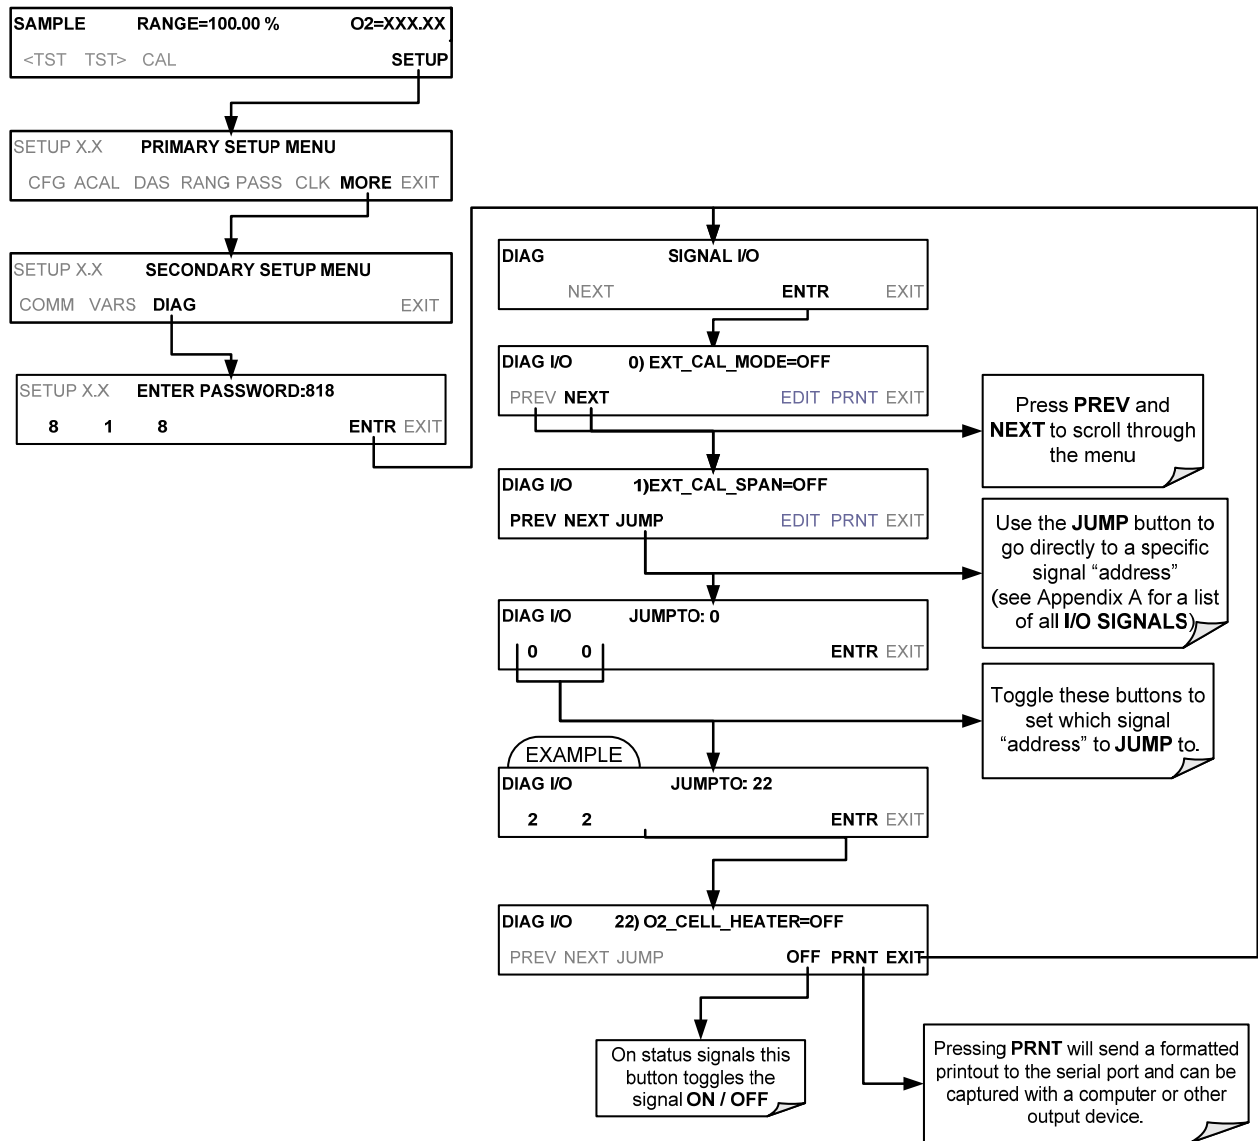 SAMPLE RANGE=100.00 % O2=XXX.XX
<TST TST> CAL SETUP
SETUP X.X PRIMARY SETUP MENU
CFG ACAL DAS RANG PASS CLK MORE EXIT
SETUP X.X SECONDARY SETUP MENU
COMM VARS DIAG EXIT
SETUP X.X ENTER PASSWORD:818
8 1 8 ENTR EXIT
DIAG SIGNAL I/O
NEXT ENTR EXIT
DIAG I/O 0) EXT_CAL_MODE=OFF
PREV NEXT EDIT PRNT EXIT
Press PREV and
NEXT to scroll through
the menu
DIAG I/O 1)EXT_CAL_SPAN=OFF
PREV NEXT JUMP EDIT PRNT EXIT
Use the JUMP button to
go directly to a specific
signal “address”
(see Appendix A for a list
of all I/O SIGNALS)
DIAG I/O JUMPTO: 0
0 0 ENTR EXIT
Toggle these buttons to
set which signal
“address” to JUMP to.
EXAMPLE
DIAG I/O JUMPTO: 22
2 2 ENTR EXIT
DIAG I/O 22) O2_CELL_HEATER=OFF
PREV NEXT JUMP OFF PRNT EXIT
On status signals this
button toggles the
signal ON / OFF
Pressing PRNT will send a formatted
printout to the serial port and can be
captured with a computer or other
output device.